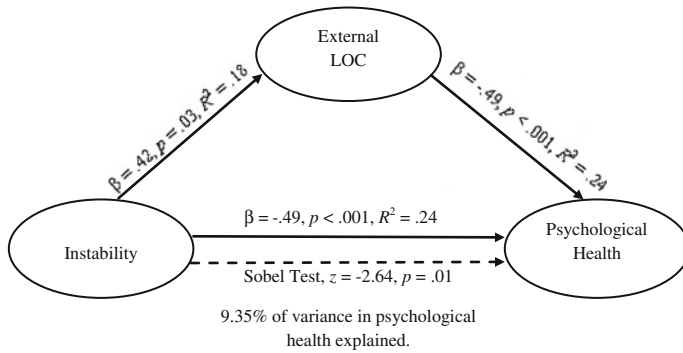 External
LOC
β = .42, p = .03, R² = .18
β = -.49, p < .001, R² = .24
β = -.49, p < .001, R² = .24
Instability
Psychological
Health
Sobel Test, z = -2.64, p = .01
9.35% of variance in psychological
health explained.